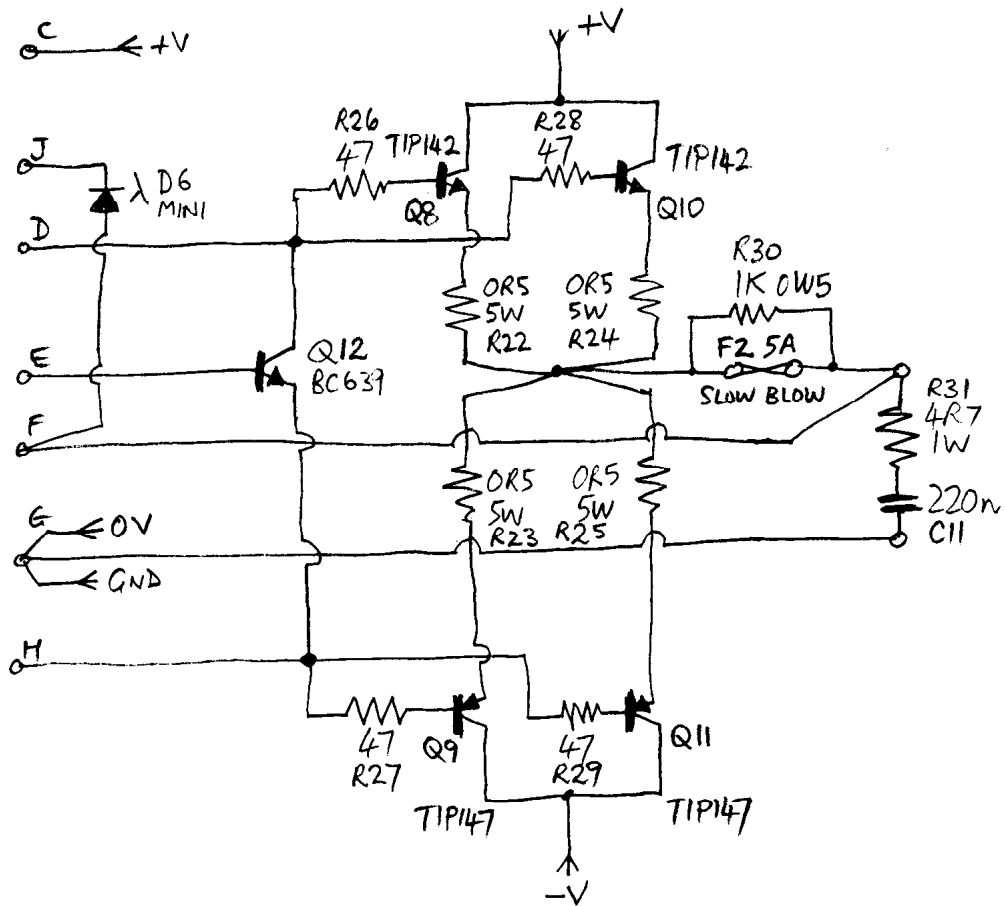 C
+V
+V
J
D6
MINI
R26
47
TIP142
Q8
R28
47
TIP142
Q10
D
0R5
5W
R22
0R5
5W
R24
R30
1K 0W5
F2 5A
SLOW BLOW
E
Q12
BC639
F
R31
4R7
1W
220n
C11
0R5
5W
R23
0R5
5W
R25
G
0V
GND
H
47
R27
Q9
TIP147
47
R29
Q11
TIP147
-V